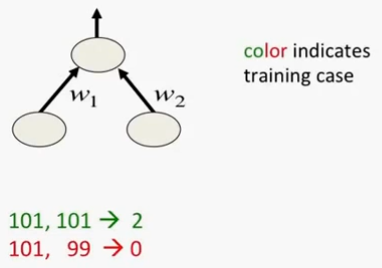 color indicates
training case
w₁
w₂
101, 101 → 2
101, 99 → 0